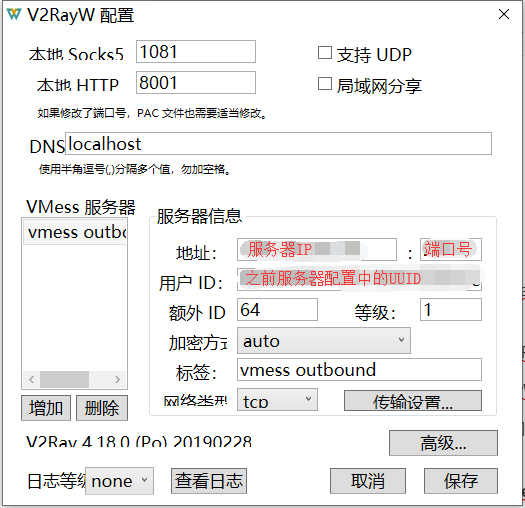 V2RayW 配置
本地 Socks5 1081 支持 UDP
本地 HTTP 8001 局域网分享
如果修改了端口号，PAC 文件也需要适当修改。
DNS localhost
使用半角逗号(,)分隔多个值，勿加空格。
VMess 服务器
vmess outbo
服务器信息
地址： 服务器IP : 端口号
用户 ID： 之前服务器配置中的UUID
额外 ID 64 等级： 1
加密方式 auto
标签： vmess outbound
网络类型 tcp 传输设置...
增加 删除
V2Ray 4.18.0 (Po) 20190228
高级...
日志等级 none 查看日志 取消 保存